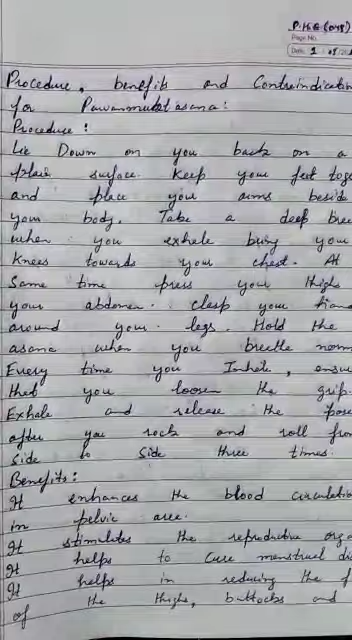 P.H.E (048)
Page No.
Date: 1
Procedure, benefits and Contraindication
for Pawanmuktasana:
Procedure:
Lie Down on you back on a
plain surface. Keep your feet toge
and place you arms beside
your body. Take a deep brea
when you exhale bring your
Knees towards your chest. At
Same time press your thighs
your abdomen. clasp your han
around your legs. Hold the
asana when you breathe norm
Every time you Inhale, ensu
that you loosen the grip.
Exhale and release the pose
after you rock and roll from
side to side three times.
Benefits:
It enhances the blood circulatio
in pelvic area.
It stimulates the reproductive orga
It helps to cure menstrual dis
It helps in reducing the f
of the thighs, buttocks and